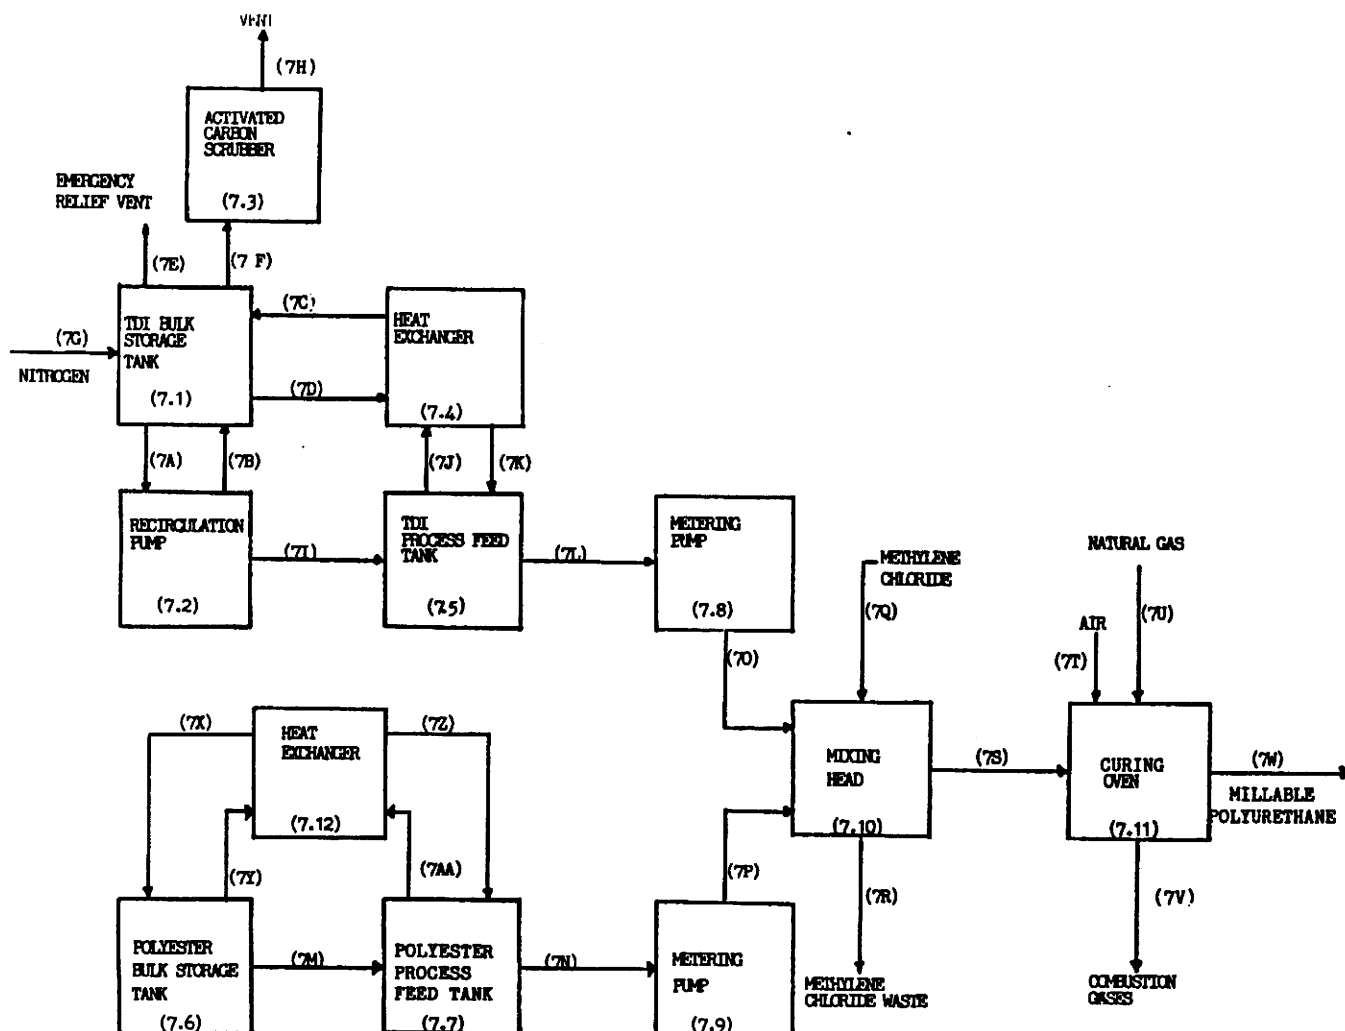 VENT
(7H)
ACTIVATED
CARBON
SCRUBBER
(7.3)
EMERGENCY
RELIEF VENT
(7E)
(7 F)
(7G)
NITROGEN
TDI BULK
STORAGE
TANK
(7.1)
(7C)
(7D)
HEAT
EXCHANGER
(7.4)
(7A)
(7B)
(7J)
(7K)
RECIRCULATION
PUMP
(7.2)
(7I)
TDI
PROCESS FEED
TANK
(7.5)
(7L)
METERING
PUMP
(7.8)
(7O)
METHYLENE
CHLORIDE
(7Q)
NATURAL GAS
(7U)
AIR
(7T)
(7X)
HEAT
EXCHANGER
(7.12)
(7Z)
(7Y)
(7AA)
MIXING
HEAD
(7.10)
(7S)
CURING
OVEN
(7.11)
(7W)
MILLABLE
POLYURETHANE
(7P)
(7R)
(7V)
POLYESTER
BULK STORAGE
TANK
(7.6)
(7M)
POLYESTER
PROCESS
FEED TANK
(7.7)
(7N)
METERING
PUMP
(7.9)
METHYLENE
CHLORIDE WASTE
COMBUSTION
GASES